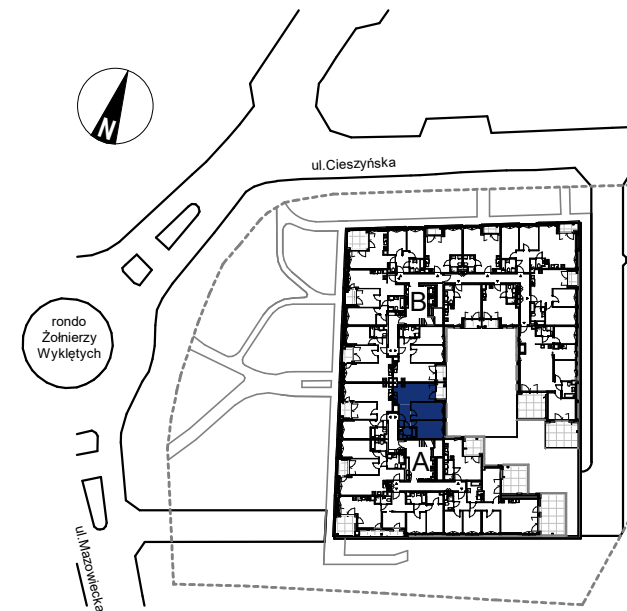 N
ul.Cieszyńska
B
rondo
Żołnierzy
Wyklętych
A
ul.Mazowiecka